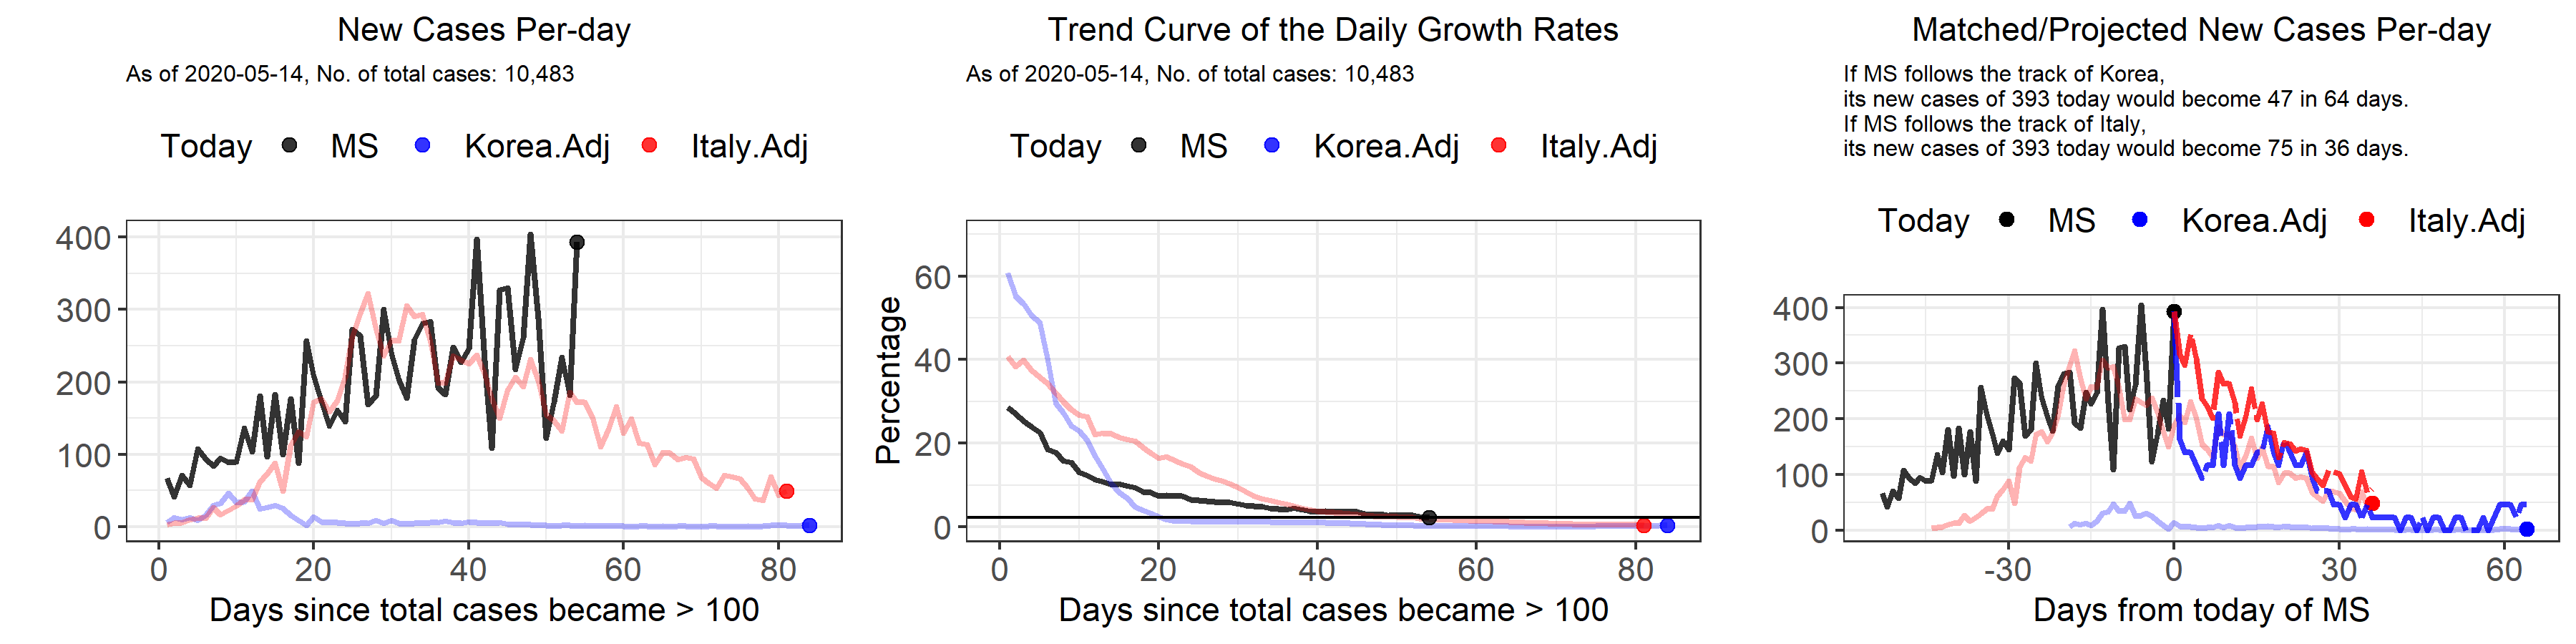 New Cases Per-day
As of 2020-05-14, No. of total cases: 10,483
Today MS Korea.Adj Italy.Adj
400
300
200
100
0
0 20 40 60 80
Days since total cases became > 100
Trend Curve of the Daily Growth Rates
As of 2020-05-14, No. of total cases: 10,483
Today MS Korea.Adj Italy.Adj
Percentage
60
40
20
0
0 20 40 60 80
Days since total cases became > 100
Matched/Projected New Cases Per-day
If MS follows the track of Korea,
its new cases of 393 today would become 47 in 64 days.
If MS follows the track of Italy,
its new cases of 393 today would become 75 in 36 days.
Today MS Korea.Adj Italy.Adj
400
300
200
100
0
-30 0 30 60
Days from today of MS